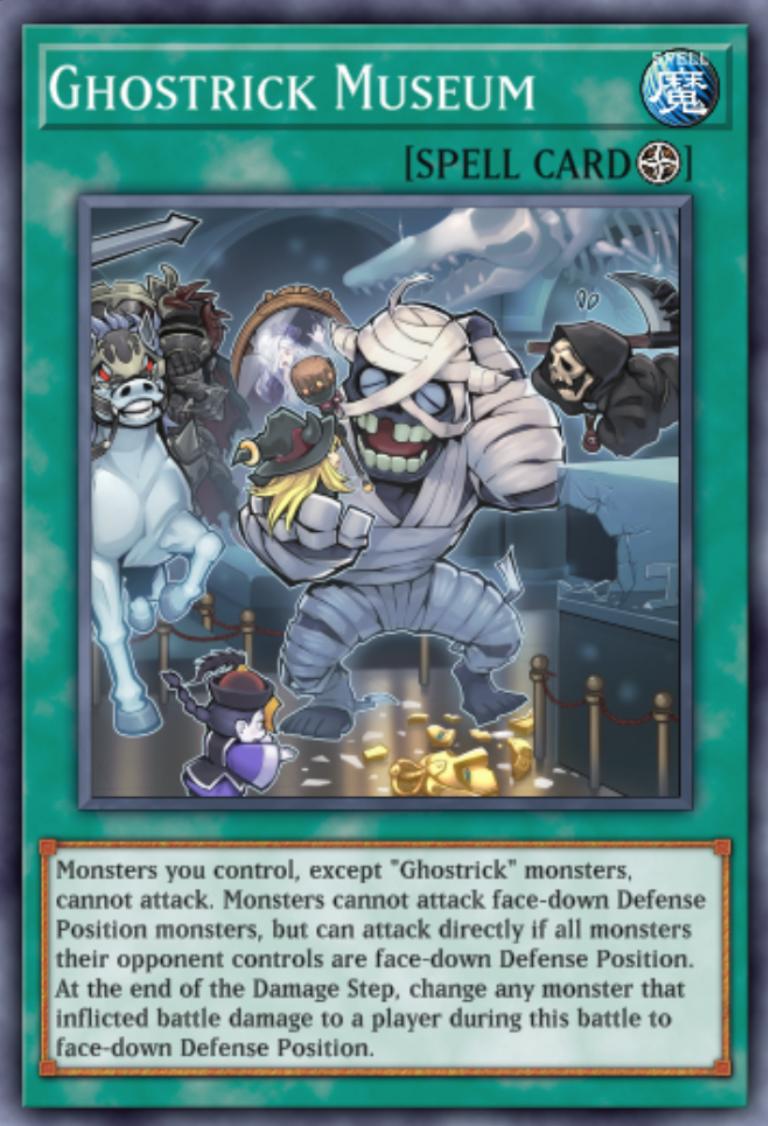 Ghostrick Museum
SPELL
魔
[SPELL CARD]
Monsters you control, except "Ghostrick" monsters,
cannot attack. Monsters cannot attack face-down Defense
Position monsters, but can attack directly if all monsters
their opponent controls are face-down Defense Position.
At the end of the Damage Step, change any monster that
inflicted battle damage to a player during this battle to
face-down Defense Position.